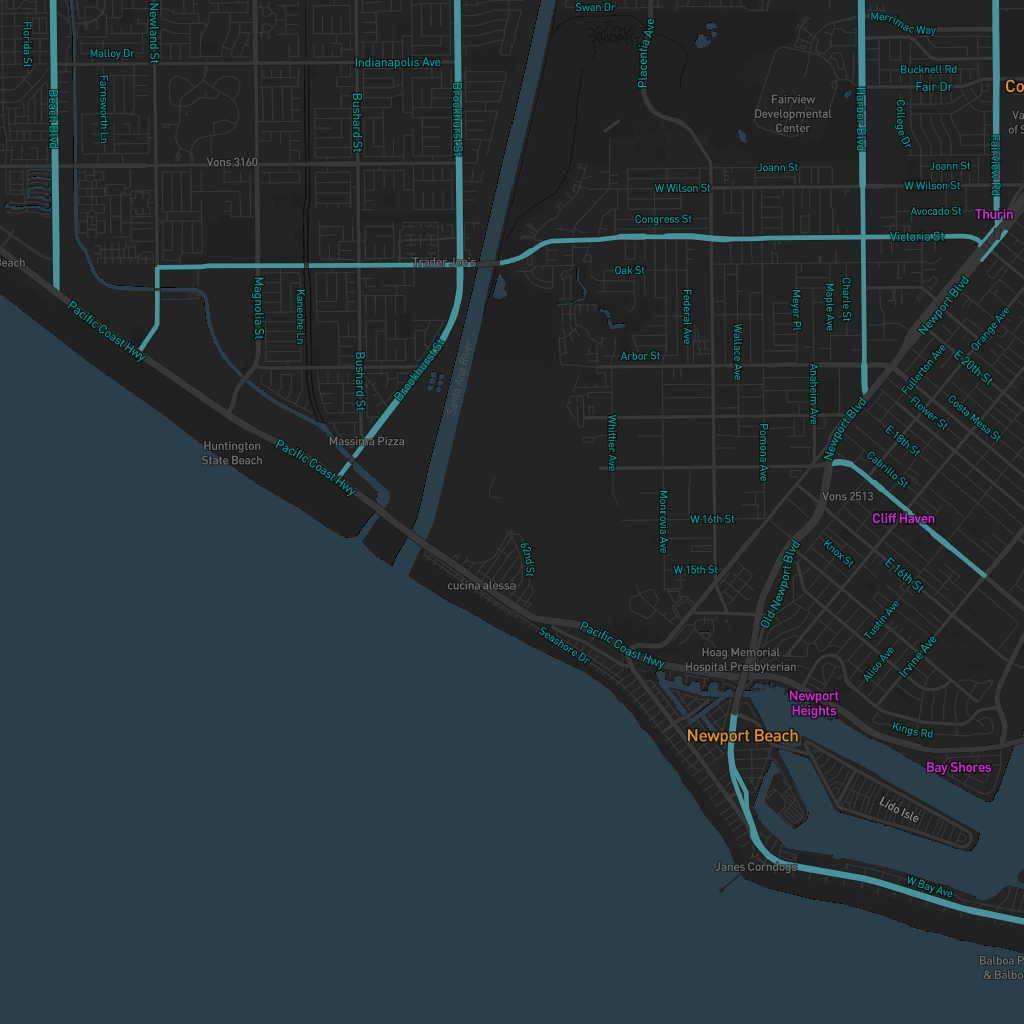 Swan Dr
Newland St
Florida St
Placentia Ave
Merrimac Way
Malloy Dr
Indianapolis Ave
Bucknell Rd
Fair Dr
Co
Farnsworth Ln
Beach Blvd
Bushard St
Brookhurst St
Fairview
Developmental
Center
Harbor Blvd
College Dr
Va
of S
Fairview Rd
Vons 3160
Joann St
Joann St
W Wilson St
W Wilson St
Congress St
Avocado St
Thurin
Victoria St
Beach
Trader Joe's
Oak St
Pacific Coast Hwy
Magnolia St
Kaneohe Ln
Federal Ave
Meyer Pl
Maple Ave
Charle St
Newport Blvd
Orange Ave
Wallace Ave
Arbor St
Bushard St
Brookhurst St
Santa Ana River
Anaheim Ave
Fullerton Ave
E 20th St
Flower St
Costa Mesa St
Newport Blvd
Whittier Ave
Pomona Ave
E 18th St
Massima Pizza
Huntington
State Beach
Pacific Coast Hwy
Cabrillo St
Vons 2513
Monrovia Ave
W 16th St
Cliff Haven
62nd St
Knox St
E 16th St
W 15th St
Old Newport Blvd
cucina alessa
Tustin Ave
Seashore Dr
Pacific Coast Hwy
Hoag Memorial
Hospital Presbyterian
Aliso Ave
Irvine Ave
Newport
Heights
Kings Rd
Newport Beach
Bay Shores
Lido Isle
Janes Corndogs
W Bay Ave
Balboa P
& Balbo